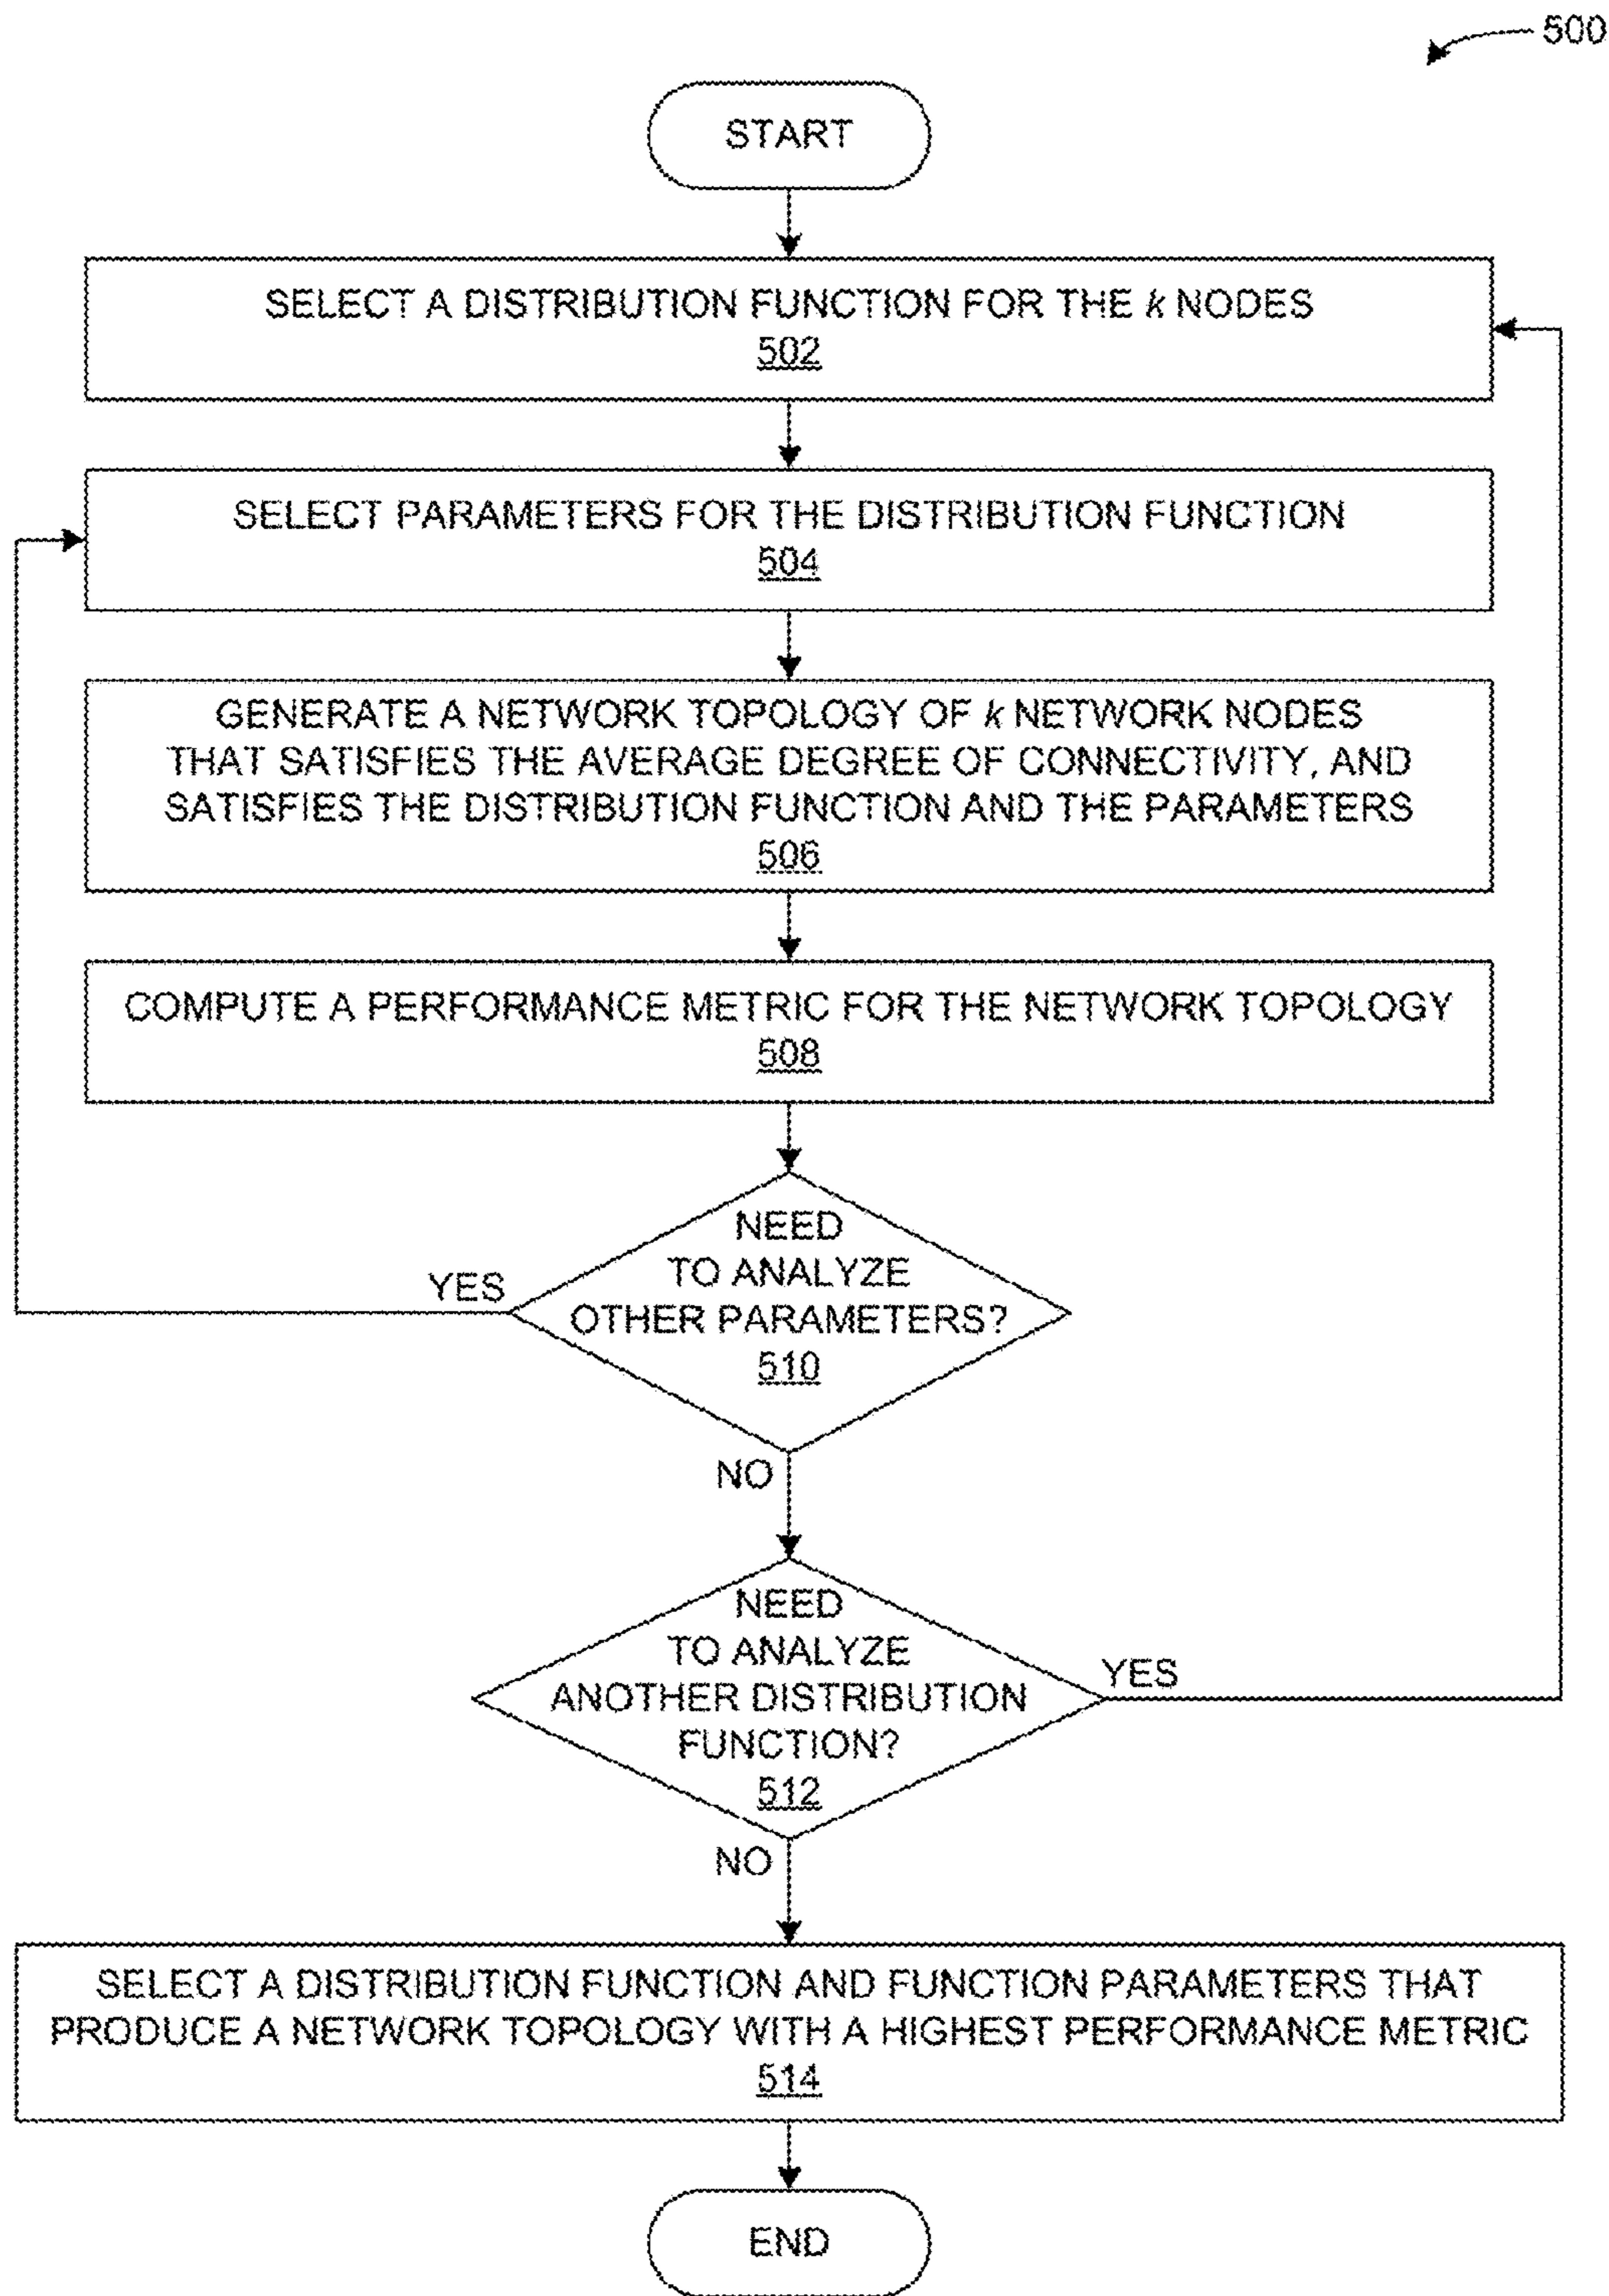 500
START
SELECT A DISTRIBUTION FUNCTION FOR THE k NODES
502
SELECT PARAMETERS FOR THE DISTRIBUTION FUNCTION
504
GENERATE A NETWORK TOPOLOGY OF k NETWORK NODES
THAT SATISFIES THE AVERAGE DEGREE OF CONNECTIVITY, AND
SATISFIES THE DISTRIBUTION FUNCTION AND THE PARAMETERS
506
COMPUTE A PERFORMANCE METRIC FOR THE NETWORK TOPOLOGY
508
NEED
TO ANALYZE
OTHER PARAMETERS?
510
YES
NO
NEED
TO ANALYZE
ANOTHER DISTRIBUTION
FUNCTION?
512
YES
NO
SELECT A DISTRIBUTION FUNCTION AND FUNCTION PARAMETERS THAT
PRODUCE A NETWORK TOPOLOGY WITH A HIGHEST PERFORMANCE METRIC
514
END